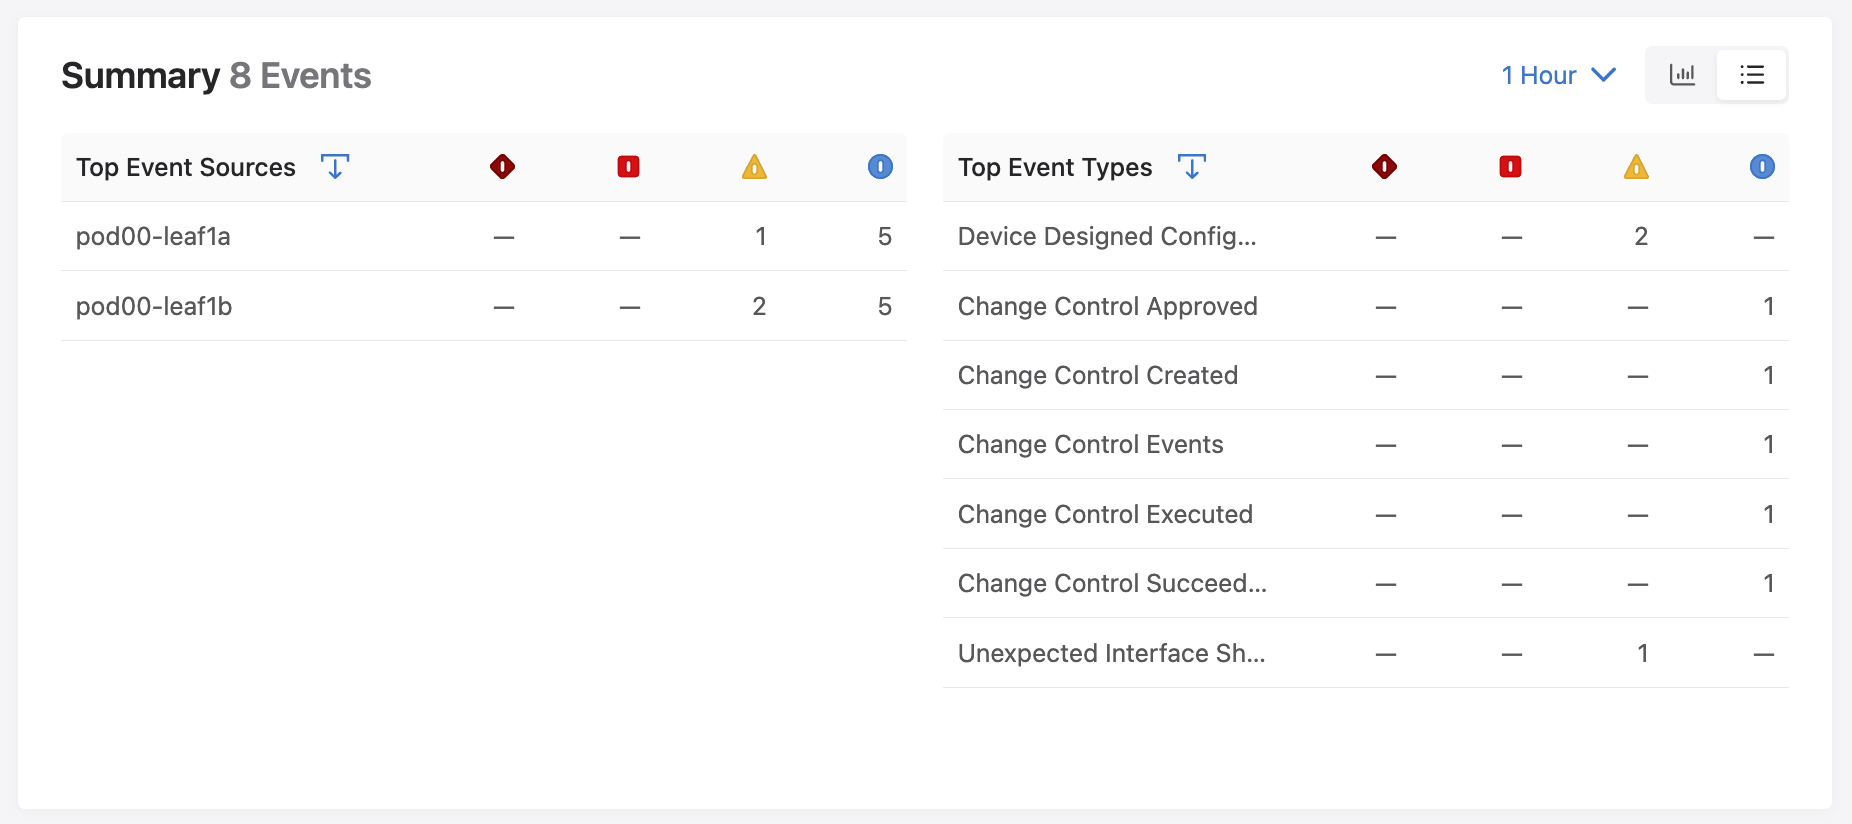 Summary 8 Events
1 Hour
Top Event Sources
pod00-leaf1a — — 1 5
pod00-leaf1b — — 2 5
Top Event Types
Device Designed Config... — — 2 —
Change Control Approved — — — 1
Change Control Created — — — 1
Change Control Events — — — 1
Change Control Executed — — — 1
Change Control Succeed... — — — 1
Unexpected Interface Sh... — — 1 —